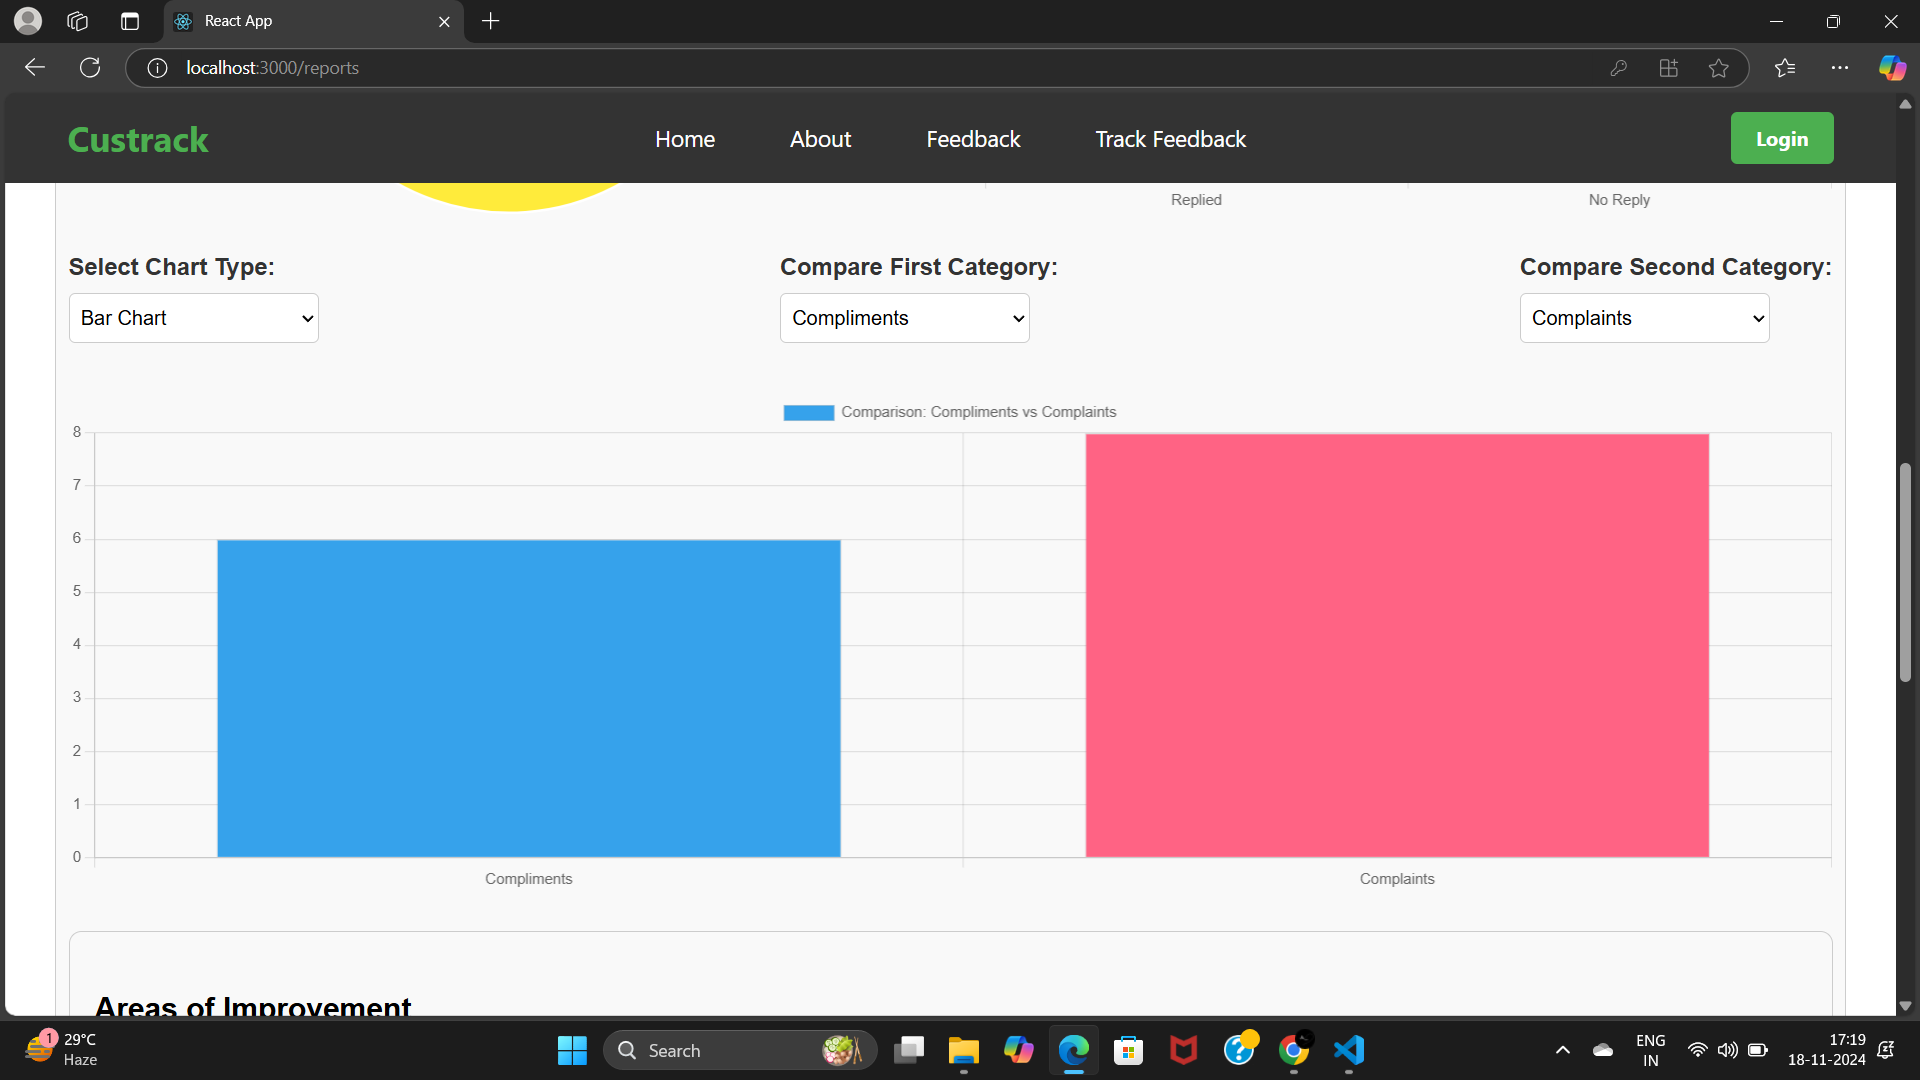 React App
localhost:3000/reports
Custrack
Home
About
Feedback
Track Feedback
Login
Replied
No Reply
Select Chart Type:
Compare First Category:
Compare Second Category:
Bar Chart
Compliments
Complaints
Comparison: Compliments vs Complaints
8
7
6
5
4
3
2
1
0
Compliments
Complaints
Areas of Improvement
1
29°C
Haze
Search
ENG
IN
17:19
18-11-2024